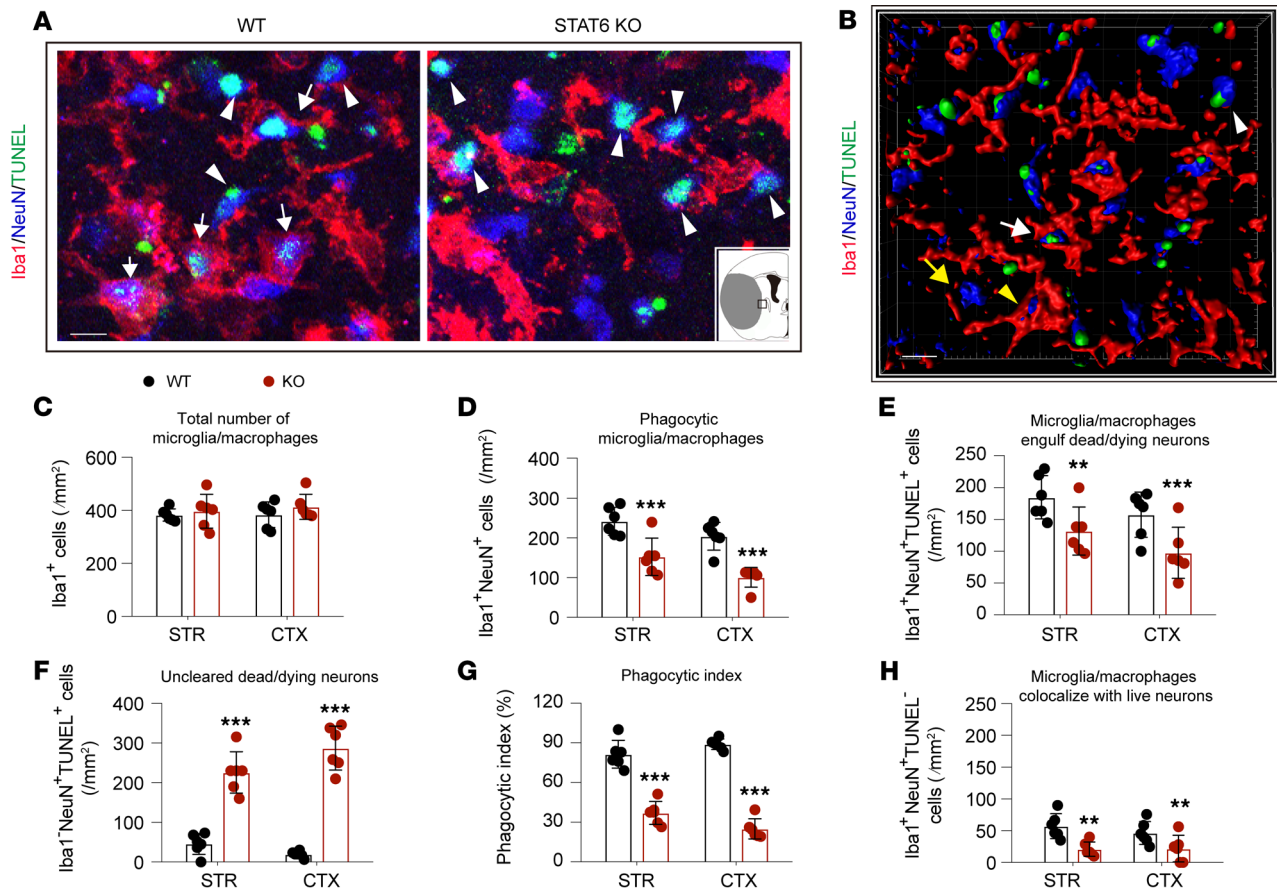 A
WT
STAT6 KO
Iba1/NeuN/TUNEL
B
Iba1/NeuN/TUNEL
WT
KO
C
Total number of
microglia/macrophages
Iba1+ cells (/mm2)
600
400
200
0
STR
CTX
D
Phagocytic
microglia/macrophages
Iba1+NeuN+ cells (/mm2)
400
300
200
100
0
***
***
STR
CTX
E
Microglia/macrophages
engulf dead/dying neurons
Iba1+NeuN+TUNEL+ cells
(/mm2)
250
200
150
100
50
0
**
***
STR
CTX
F
Uncleared dead/dying neurons
Iba1-NeuN+TUNEL+ cells
(/mm2)
400
300
200
100
0
***
***
STR
CTX
G
Phagocytic index
Phagocytic index (%)
120
90
60
30
0
***
***
STR
CTX
H
Microglia/macrophages
colocalize with live neurons
Iba1+NeuN+TUNEL-
cells (/mm2)
250
200
150
100
50
0
**
**
STR
CTX